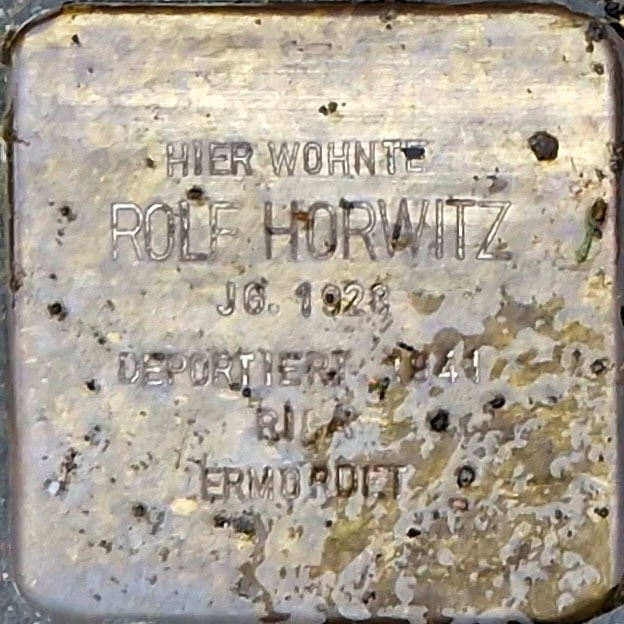 HIER WOHNTE
ROLF HORWITZ
JG. 1928
DEPORTIERT 1941
RIGA
ERMORDET